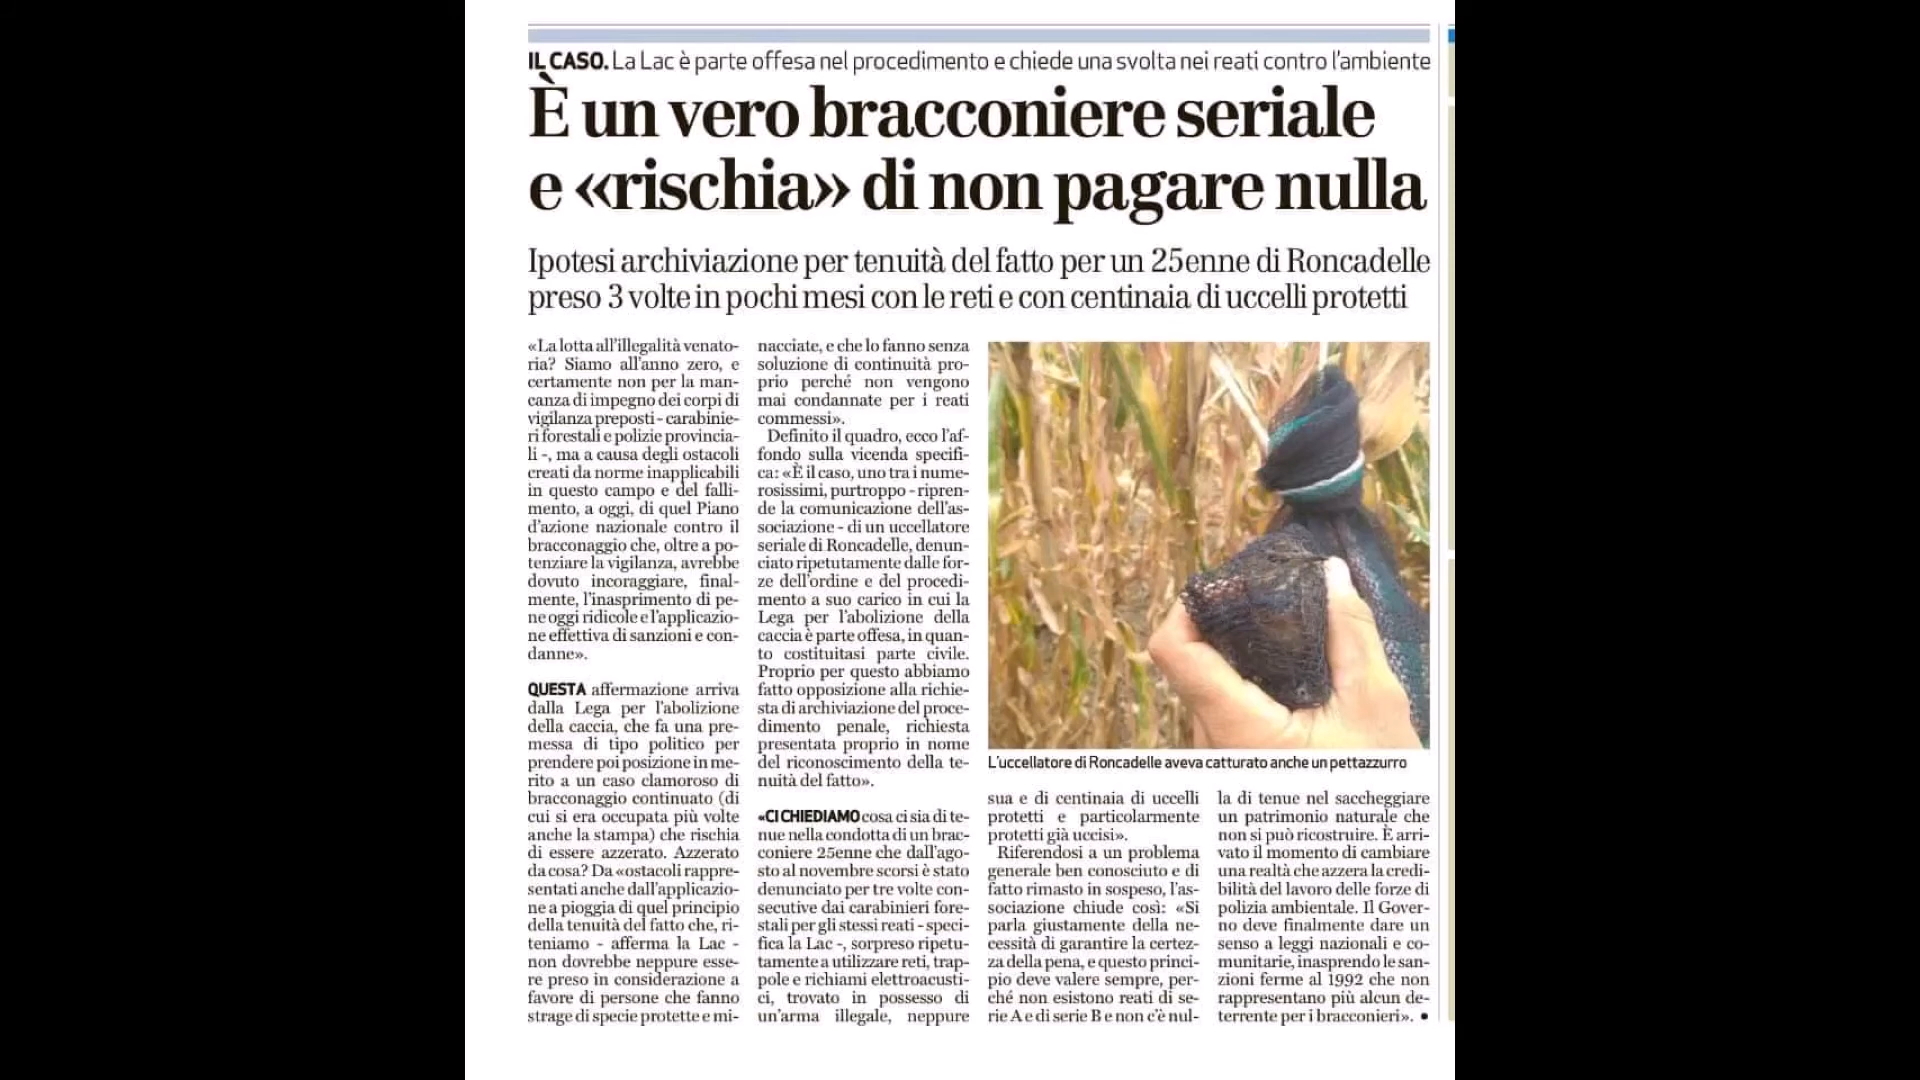 IL CASO. La Lac è parte offesa nel procedimento e chiede una svolta nei reati contro l'ambiente
È un vero bracconiere seriale
e «rischia» di non pagare nulla
Ipotesi archiviazione per tenuità del fatto per un 25enne di Roncadelle
preso 3 volte in pochi mesi con le reti e con centinaia di uccelli protetti
«La lotta all'illegalità venato-
ria? Siamo all'anno zero, e
certamente non per la man-
canza di impegno dei corpi di
vigilanza preposti - carabinie-
ri forestali e polizie provincia-
li -, ma a causa degli ostacoli
creati da norme inapplicabili
in questo campo e del falli-
mento, a oggi, di quel Piano
d'azione nazionale contro il
bracconaggio che, oltre a po-
tenziare la vigilanza, avrebbe
dovuto incoraggiare, final-
mente, l'inasprimento di pe-
ne oggi ridicole e l'applicazio-
ne effettiva di sanzioni e con-
danne».
QUESTA affermazione arriva
dalla Lega per l'abolizione
della caccia, che fa una pre-
messa di tipo politico per
prendere poi posizione in me-
rito a un caso clamoroso di
bracconaggio continuato (di
cui si era occupata più volte
anche la stampa) che rischia
di essere azzerato. Azzerato
da cosa? Da «ostacoli rappre-
sentati anche dall'applicazio-
ne a pioggia di quel principio
della tenuità del fatto che, ri-
teniamo - afferma la Lac -
non dovrebbe neppure esse-
re preso in considerazione a
favore di persone che fanno
strage di specie protette e mi-
nacciate, e che lo fanno senza
soluzione di continuità pro-
prio perché non vengono
mai condannate per i reati
commessi».
Definito il quadro, ecco l'af-
fondo sulla vicenda specifi-
ca: «È il caso, uno tra i nume-
rosissimi, purtroppo - ripren-
de la comunicazione dell'as-
sociazione - di un uccellatore
seriale di Roncadelle, denun-
ciato ripetutamente dalle for-
ze dell'ordine e del procedi-
mento a suo carico in cui la
Lega per l'abolizione della
caccia è parte offesa, in quan-
to costituitasi parte civile.
Proprio per questo abbiamo
fatto opposizione alla richie-
sta di archiviazione del proce-
dimento penale, richiesta
presentata proprio in nome
del riconoscimento della te-
nuità del fatto».
«CI CHIEDIAMO cosa ci sia di te-
nue nella condotta di un brac-
coniere 25enne che dall'ago-
sto al novembre scorsi è stato
denunciato per tre volte con-
secutive dai carabinieri fore-
stali per gli stessi reati - speci-
fica la Lac -, sorpreso ripetu-
tamente a utilizzare reti, trap-
pole e richiami elettroacusti-
ci, trovato in possesso di
un'arma illegale, neppure
L'uccellatore di Roncadelle aveva catturato anche un pettazzurro
sua e di centinaia di uccelli
protetti e particolarmente
protetti già uccisi».
Riferendosi a un problema
generale ben conosciuto e di
fatto rimasto in sospeso, l'as-
sociazione chiude così: «Si
parla giustamente della ne-
cessità di garantire la certez-
za della pena, e questo princi-
pio deve valere sempre, per-
ché non esistono reati di se-
rie A e di serie B e non c'è nul-
la di tenue nel saccheggiare
un patrimonio naturale che
non si può ricostruire. È arri-
vato il momento di cambiare
una realtà che azzera la credi-
bilità del lavoro delle forze di
polizia ambientale. Il Gover-
no deve finalmente dare un
senso a leggi nazionali e co-
munitarie, inasprendo le san-
zioni ferme al 1992 che non
rappresentano più alcun de-
terrente per i bracconieri». ●